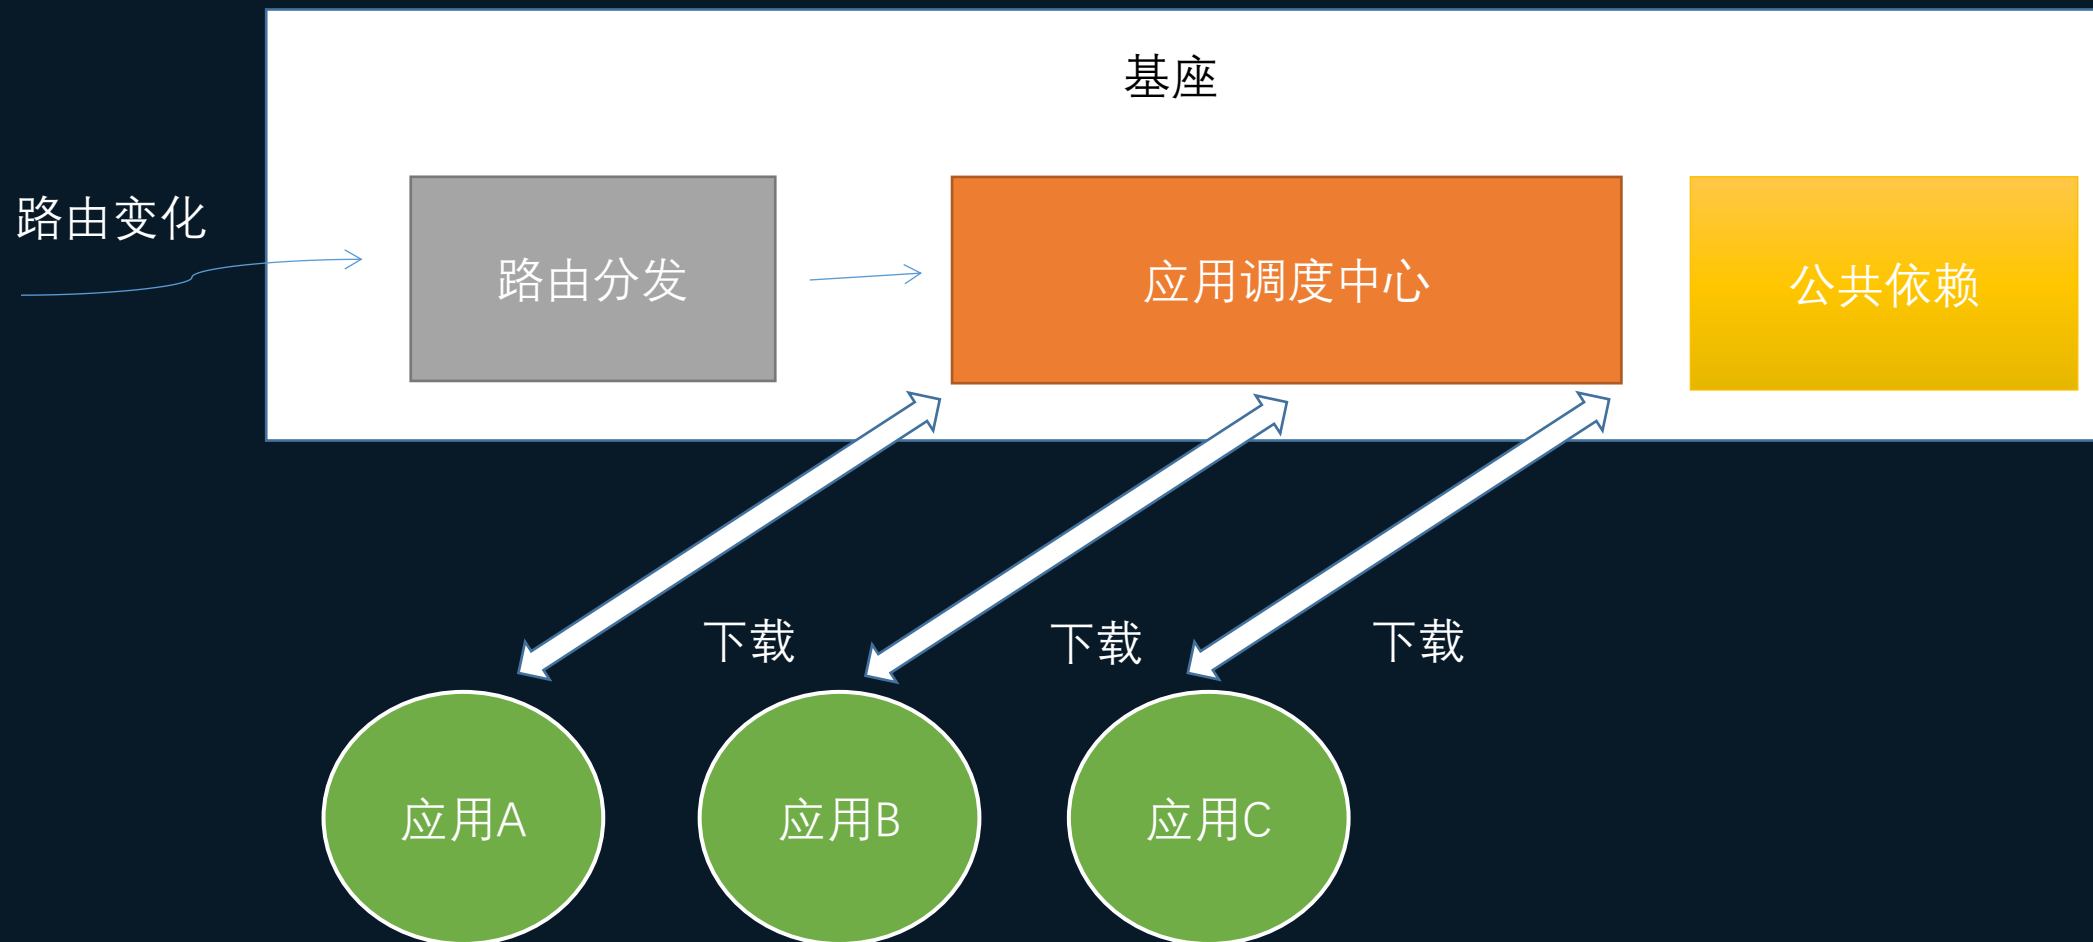 基座
路由变化
路由分发
应用调度中心
公共依赖
下载
下载
下载
应用A
应用B
应用C